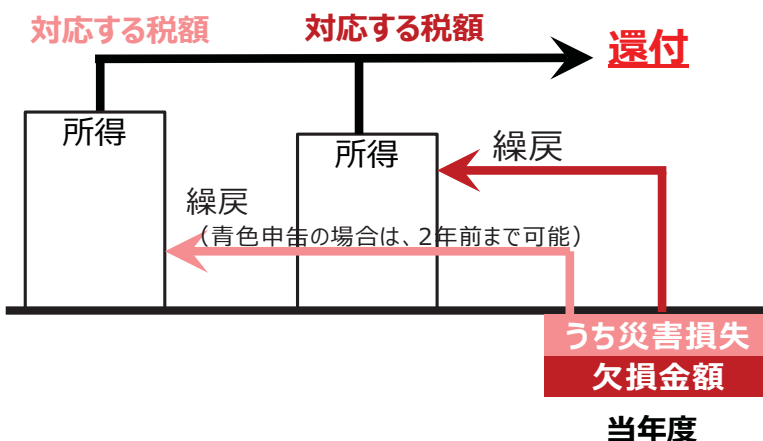 対応する税額
対応する税額
還付
所得
所得
繰戻
繰戻
（青色申告の場合は、2年前まで可能）
うち災害損失
欠損金額
当年度